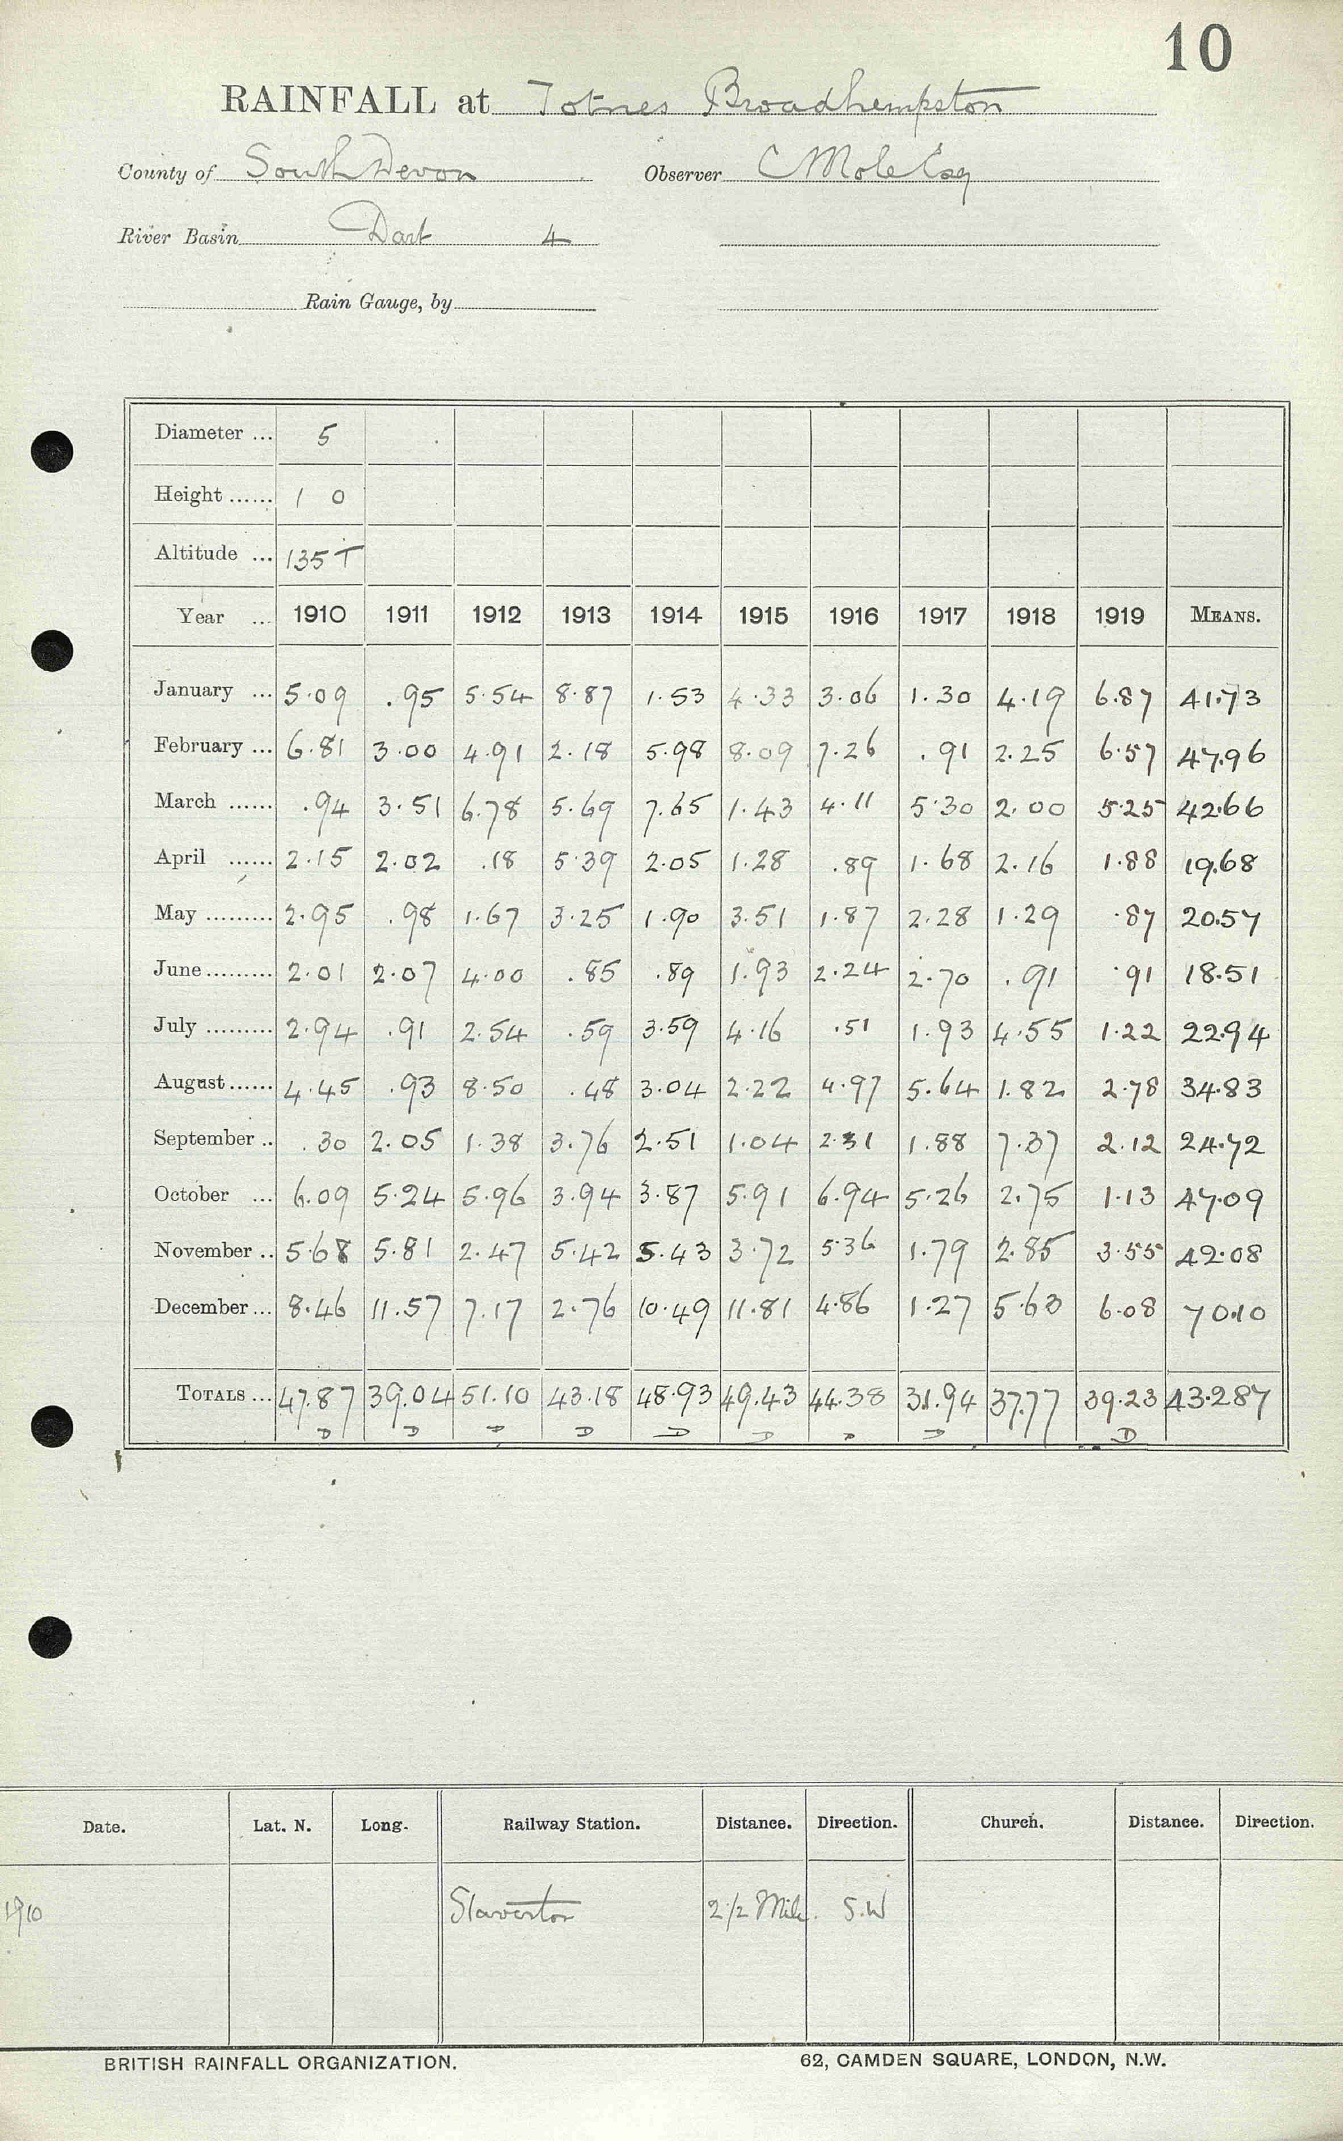 10
RAINFALL at Totnes Broadhempston
County of South Devon Observer C Mole Esq
River Basin Dart 4
Rain Gauge, by
Diameter ... 5
Height ...... 1 0
Altitude ... 135 T
Year ... 1910 1911 1912 1913 1914 1915 1916 1917 1918 1919 MEANS.
January ... 5.09 .95 5.54 8.87 1.53 4.33 3.06 1.30 4.19 6.87 41.73
February ... 6.81 3.00 4.91 2.18 5.98 8.09 7.26 .91 2.25 6.57 47.96
March ...... .94 3.51 6.78 5.69 7.65 1.43 4.11 5.30 2.00 5.25 42.66
April ...... 2.15 2.02 .18 5.39 2.05 1.28 .89 1.68 2.16 1.88 19.68
May ......... 2.95 .98 1.67 3.25 1.90 3.51 1.87 2.28 1.29 .87 20.57
June ......... 2.01 2.07 4.00 .85 .89 1.93 2.24 2.70 .91 .91 18.51
July ......... 2.94 .91 2.54 .59 3.59 4.16 .51 1.93 4.55 1.22 22.94
August ...... 4.45 .93 8.50 .48 3.04 2.22 4.97 5.64 1.82 2.78 34.83
September .. .30 2.05 1.38 3.76 2.51 1.04 2.31 1.88 7.37 2.12 24.72
October ... 6.09 5.24 5.96 3.94 3.87 5.91 6.94 5.26 2.75 1.13 47.09
November .. 5.68 5.81 2.47 5.42 5.43 3.72 5.36 1.79 2.85 3.55 42.08
December ... 8.46 11.57 7.17 2.76 10.49 11.81 4.86 1.27 5.63 6.08 70.10
TOTALS ... 47.87 39.04 51.10 43.18 48.93 49.43 44.38 31.94 37.77 39.23 43.287
D D D D D D D D D
Date. Lat. N. Long. Railway Station. Distance. Direction. Church. Distance. Direction.
1910 Staverton 2 1/2 Mile. S.W
BRITISH RAINFALL ORGANIZATION. 62, CAMDEN SQUARE, LONDON, N.W.